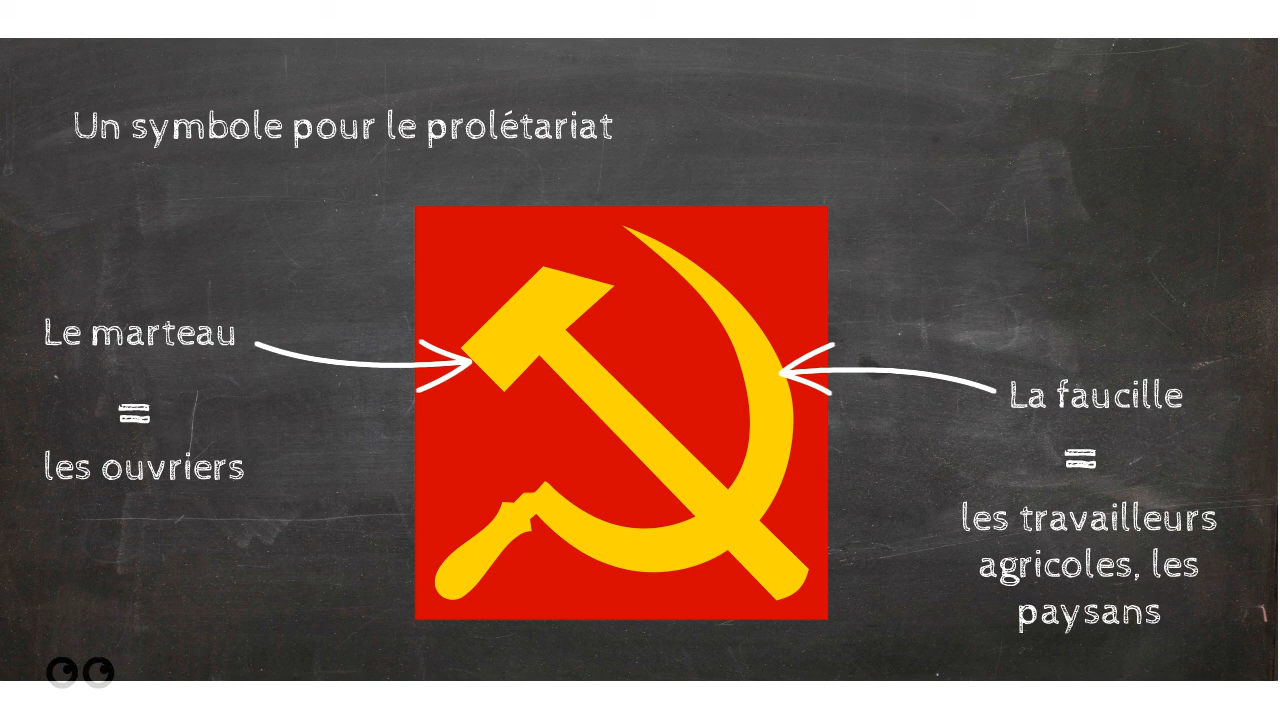 Un symbole pour le prolétariat
Le marteau
=
les ouvriers
La faucille
=
les travailleurs
agricoles, les
paysans